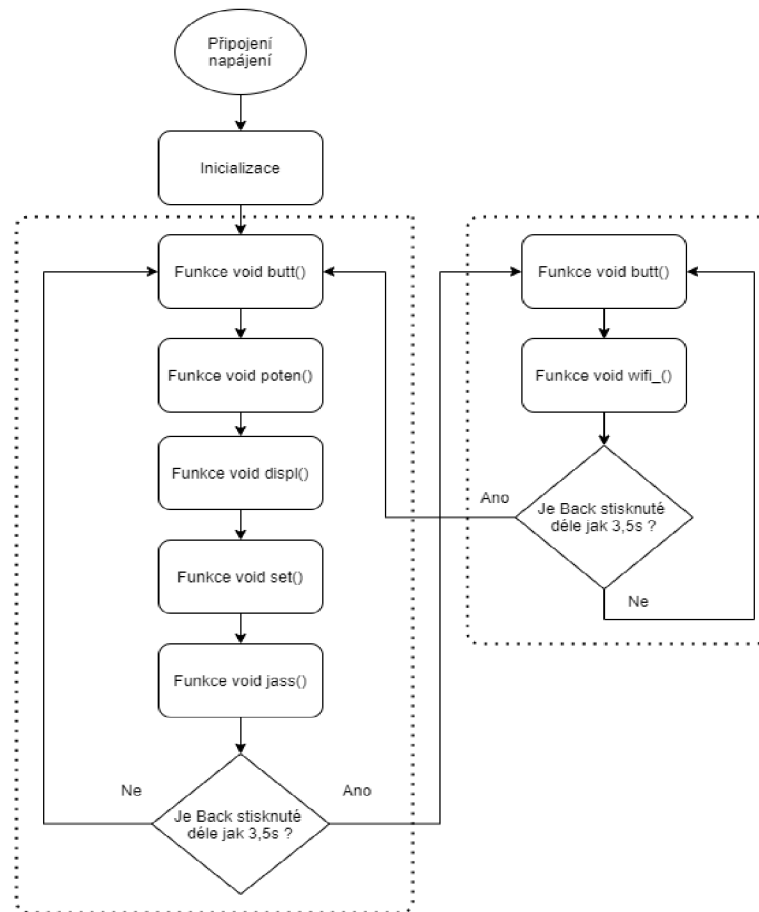 Připojení
napájení
Inicializace
Funkce void butt()
Funkce void poten()
Funkce void displ()
Funkce void set()
Funkce void jass()
Ne
Ano
Je Back stisknuté
déle jak 3,5s ?
Funkce void butt()
Funkce void wifi_()
Ano
Je Back stisknuté
déle jak 3,5s ?
Ne